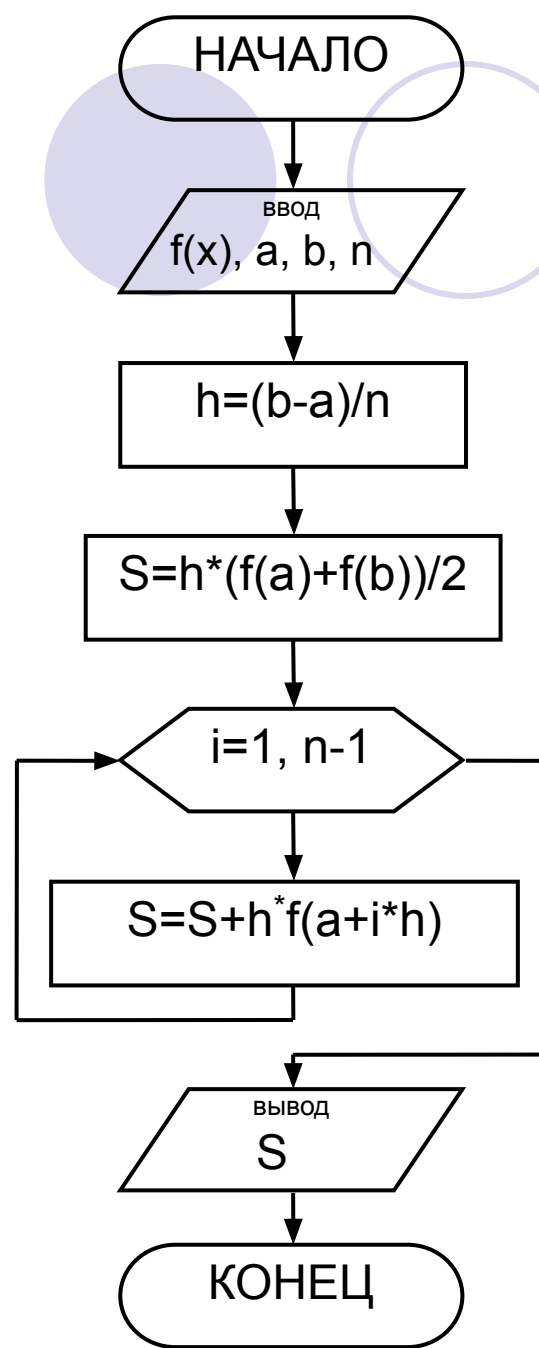 НАЧАЛО
ввод
f(x), a, b, n
h=(b-a)/n
S=h*(f(a)+f(b))/2
i=1, n-1
S=S+h*f(a+i*h)
вывод
S
КОНЕЦ